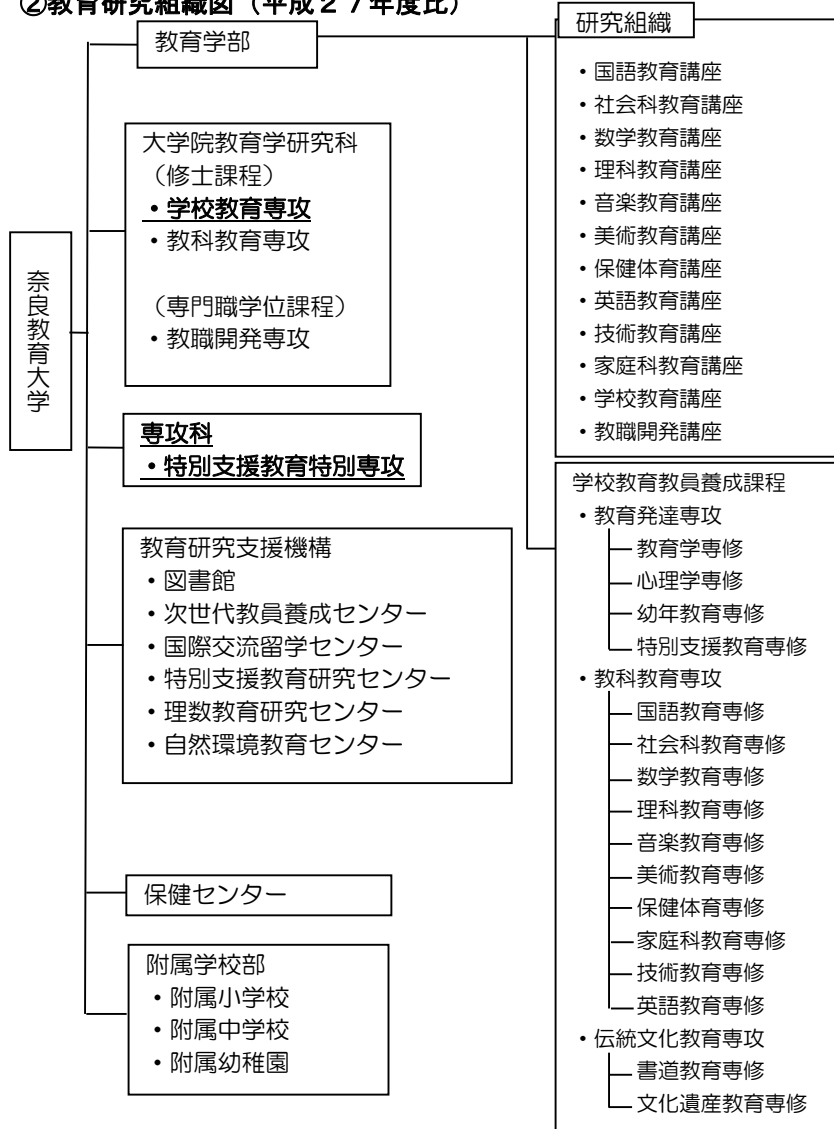 ②教育研究組織図（平成２７年度比）
奈良教育大学
教育学部
大学院教育学研究科
（修士課程）
・学校教育専攻
・教科教育専攻
（専門職学位課程）
・教職開発専攻
専攻科
・特別支援教育特別専攻
教育研究支援機構
・図書館
・次世代教員養成センター
・国際交流留学センター
・特別支援教育研究センター
・理数教育研究センター
・自然環境教育センター
保健センター
附属学校部
・附属小学校
・附属中学校
・附属幼稚園
研究組織
・国語教育講座
・社会科教育講座
・数学教育講座
・理科教育講座
・音楽教育講座
・美術教育講座
・保健体育講座
・英語教育講座
・技術教育講座
・家庭科教育講座
・学校教育講座
・教職開発講座
学校教育教員養成課程
・教育発達専攻
教育学専修
心理学専修
幼年教育専修
特別支援教育専修
・教科教育専攻
国語教育専修
社会科教育専修
数学教育専修
理科教育専修
音楽教育専修
美術教育専修
保健体育専修
家庭科教育専修
技術教育専修
英語教育専修
・伝統文化教育専攻
書道教育専修
文化遺産教育専修